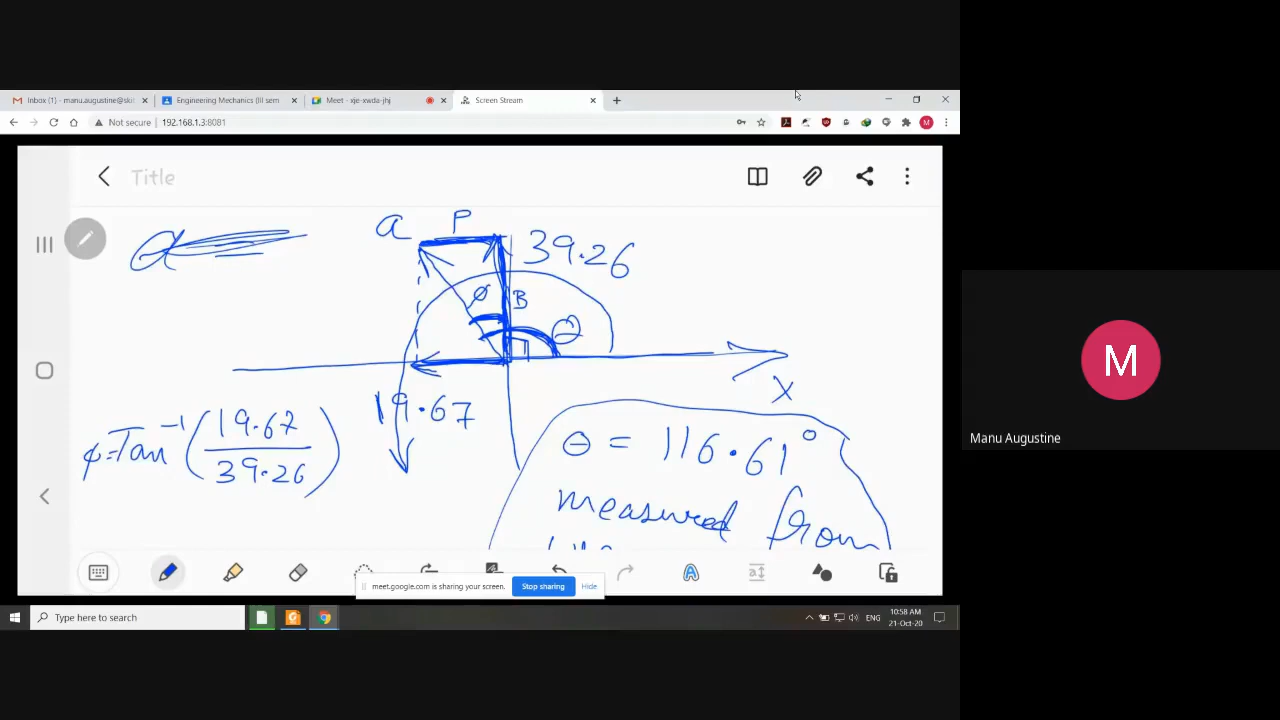 Inbox (1) - manu.augustine@ski
Engineering Mechanics (III sem
Meet - xje-xwda-jhj
Screen Stream
Not secure
192.168.1.3:8081
Title
a
P
39.26
a
ø
B
θ
X
19.67
ϕ=Tan⁻¹(19.67/39.26)
θ = 116.61°
measured from
meet.google.com is sharing your screen.
Stop sharing
Hide
Type here to search
ENG
10:58 AM
21-Oct-20
M
Manu Augustine